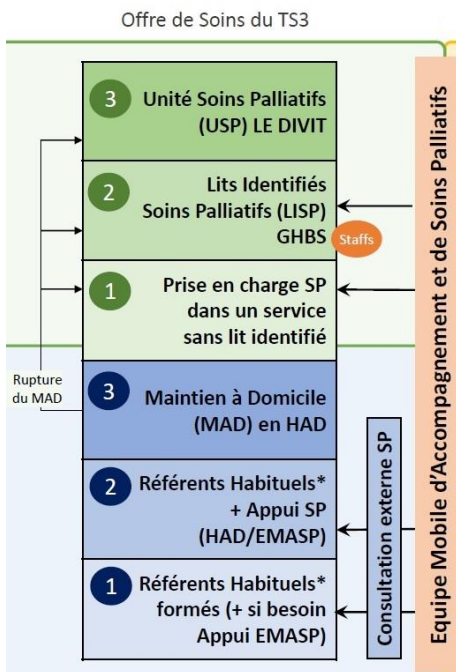 Offre de Soins du TS3
3
Unité Soins Palliatifs
(USP) LE DIVIT
2
Lits Identifiés
Soins Palliatifs (LISP)
GHBS
Staffs
1
Prise en charge SP
dans un service
sans lit identifié
Rupture
du MAD
3
Maintien à Domicile
(MAD) en HAD
2
Référents Habituels*
+ Appui SP
(HAD/EMASP)
1
Référents Habituels*
formés (+ si besoin
Appui EMASP)
Consultation externe SP
Equipe Mobile d'Accompagnement et de Soins Palliatifs